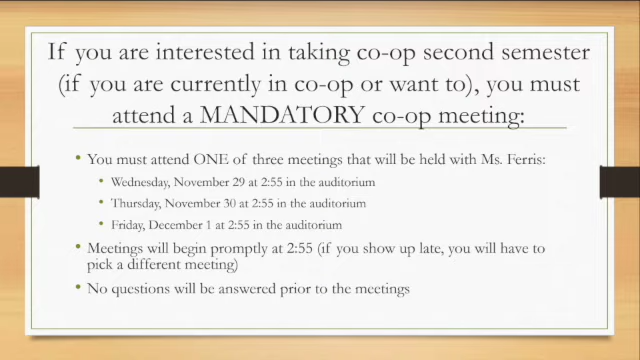 If you are interested in taking co-op second semester
(if you are currently in co-op or want to), you must
attend a MANDATORY co-op meeting:
• You must attend ONE of three meetings that will be held with Ms. Ferris:
• Wednesday, November 29 at 2:55 in the auditorium
• Thursday, November 30 at 2:55 in the auditorium
• Friday, December 1 at 2:55 in the auditorium
• Meetings will begin promptly at 2:55 (if you show up late, you will have to
pick a different meeting)
• No questions will be answered prior to the meetings